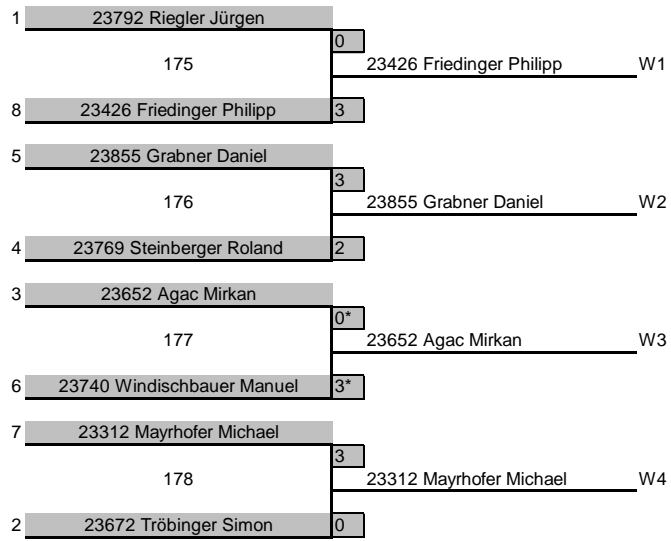 1 23792 Riegler Jürgen
0
175 23426 Friedinger Philipp W1
8 23426 Friedinger Philipp 3
5 23855 Grabner Daniel
3
176 23855 Grabner Daniel W2
4 23769 Steinberger Roland 2
3 23652 Agac Mirkan
0*
177 23652 Agac Mirkan W3
6 23740 Windischbauer Manuel 3*
7 23312 Mayrhofer Michael
3
178 23312 Mayrhofer Michael W4
2 23672 Tröbinger Simon 0